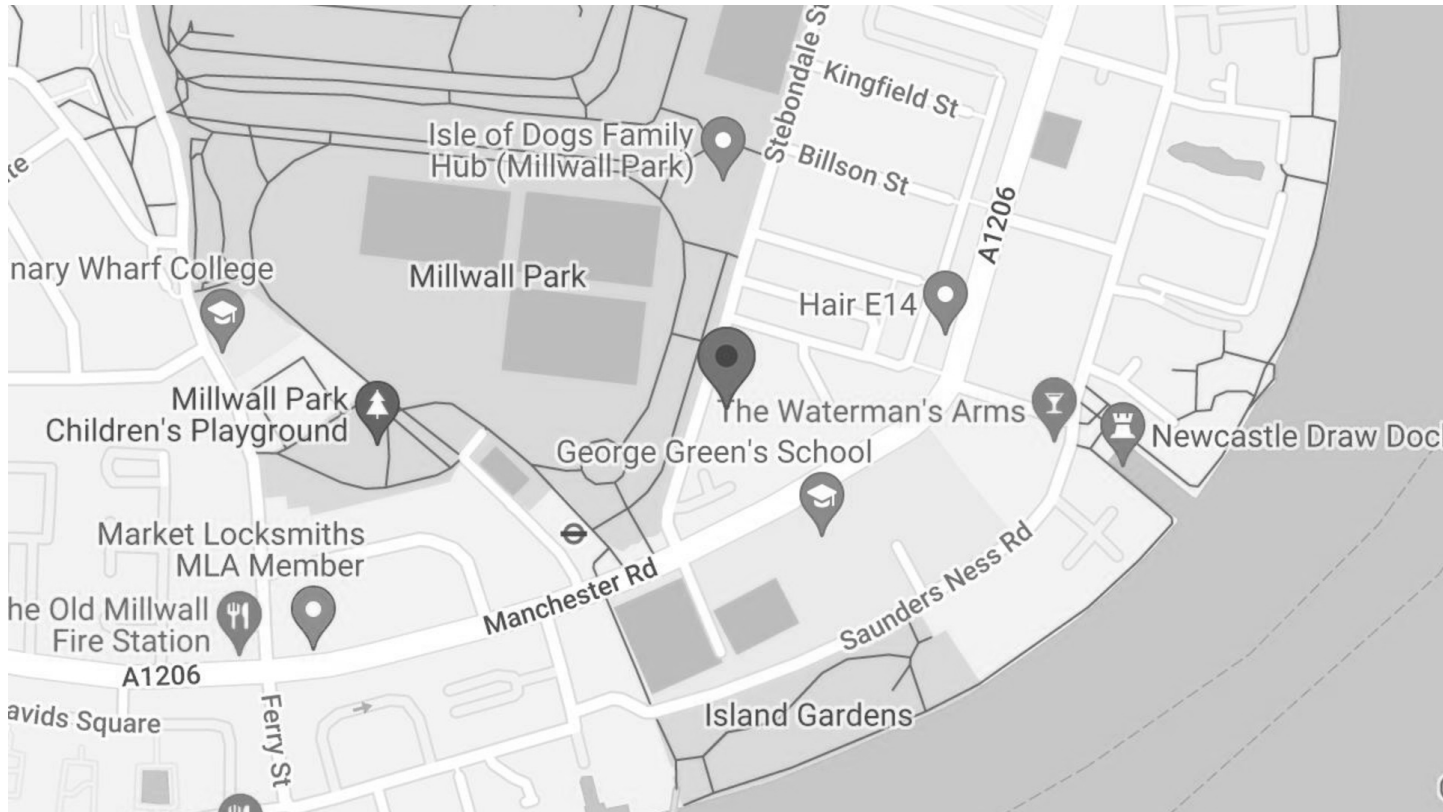 Stebondale St
Kingfield St
Isle of Dogs Family
Hub (Millwall Park)
Billson St
A1206
nary Wharf College
Millwall Park
Hair E14
Millwall Park
Children's Playground
The Waterman's Arms
George Green's School
Newcastle Draw Doc
Market Locksmiths
MLA Member
Manchester Rd
Saunders Ness Rd
he Old Millwall
Fire Station
A1206
Ferry St
avids Square
Island Gardens